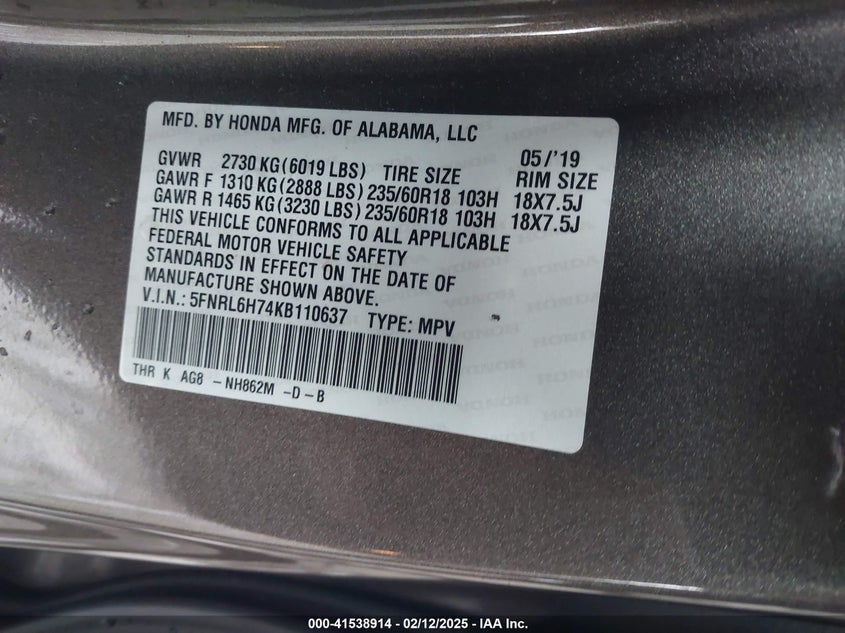 MFD. BY HONDA MFG. OF ALABAMA, LLC
GVWR 2730 KG(6019 LBS) TIRE SIZE 05/'19 RIM SIZE
GAWR F 1310 KG(2888 LBS)235/60R18 103H 18X7.5J
GAWR R 1465 KG(3230 LBS)235/60R18 103H 18X7.5J
THIS VEHICLE CONFORMS TO ALL APPLICABLE
FEDERAL MOTOR VEHICLE SAFETY
STANDARDS IN EFFECT ON THE DATE OF
MANUFACTURE SHOWN ABOVE.
V.I.N.: 5FNRL6H74KB110637 TYPE: MPV
THR K AG8 -NH862M -D-B
000-41538914 - 02/12/2025 - IAA Inc.